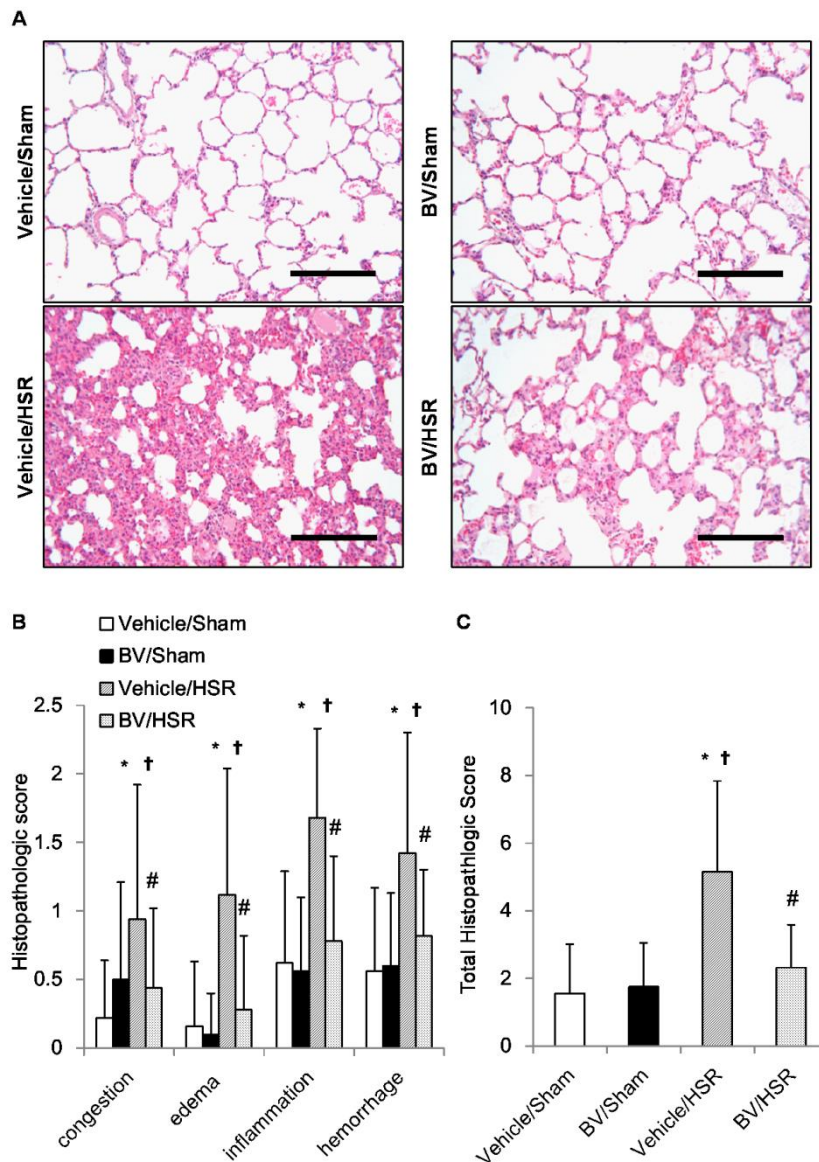 A
Vehicle/Sham
BV/Sham
Vehicle/HSR
BV/HSR
B
Vehicle/Sham
BV/Sham
Vehicle/HSR
BV/HSR
Histopathologic score
2.5
2
1.5
1
0.5
0
* †
#
* †
#
* †
#
* †
#
congestion
edema
inflammation
hemorrhage
C
Total Histopathlogic Score
10
8
6
4
2
0
* †
#
Vehicle/Sham
BV/Sham
Vehicle/HSR
BV/HSR